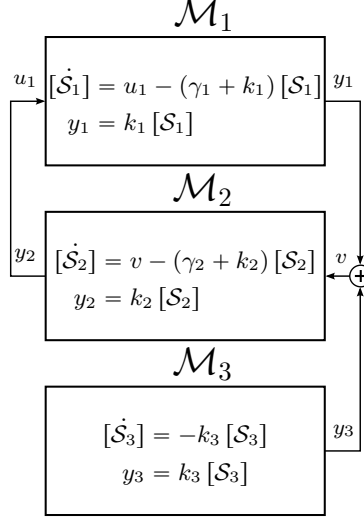 ℳ₁
u₁
[𝒮̇₁] = u₁ − (γ₁ + k₁) [𝒮₁]
y₁ = k₁ [𝒮₁]
y₁
ℳ₂
y₂
[𝒮̇₂] = v − (γ₂ + k₂) [𝒮₂]
y₂ = k₂ [𝒮₂]
v
+
ℳ₃
[𝒮̇₃] = −k₃ [𝒮₃]
y₃ = k₃ [𝒮₃]
y₃